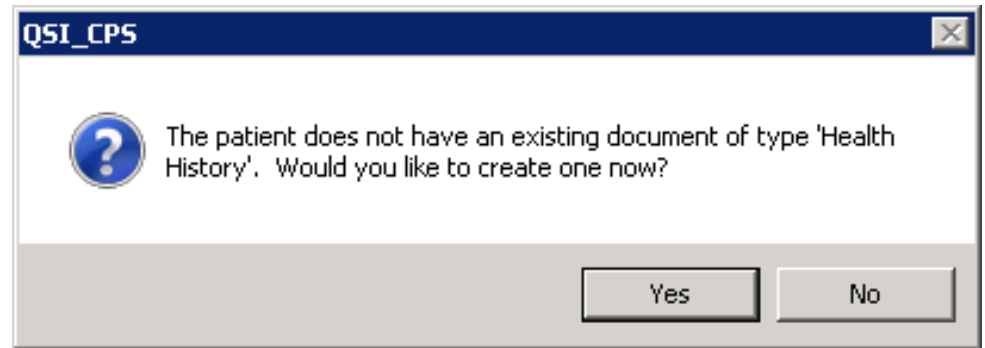 QSI_CPS
The patient does not have an existing document of type 'Health
History'.  Would you like to create one now?
Yes
No